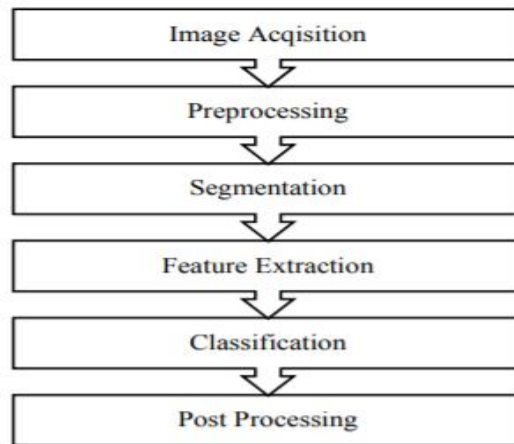 Image Acqisition
Preprocessing
Segmentation
Feature Extraction
Classification
Post Processing